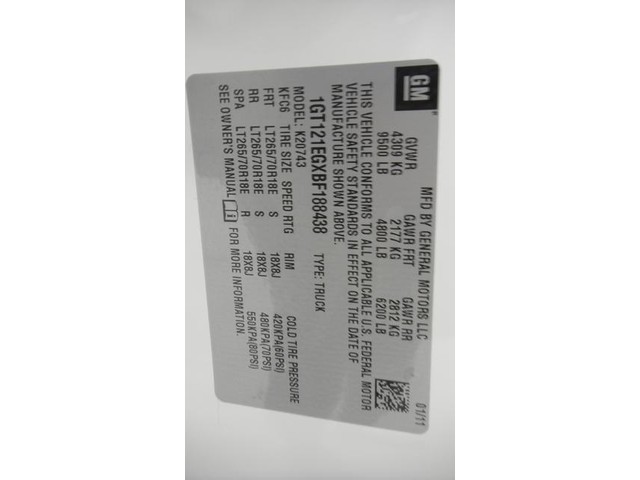 GM
MFD BY GENERAL MOTORS LLC 01/11
GVWR GAWR FRT GAWR RR
4309 KG 2177 KG 2812 KG
9500 LB 4800 LB 6200 LB
THIS VEHICLE CONFORMS TO ALL APPLICABLE U.S. FEDERAL MOTOR
VEHICLE SAFETY STANDARDS IN EFFECT ON THE DATE OF
MANUFACTURE SHOWN ABOVE.
1GT121EGXBF188438 TYPE: TRUCK
MODEL: K20743
KFC6 TIRE SIZE SPEED RTG RIM COLD TIRE PRESSURE
FRT LT265/70R18E S 18X8J 420KPA(60PSI)
RR LT265/70R18E S 18X8J 480KPA(70PSI)
SPA LT265/70R18E R 18X8J 550KPA(80PSI)
SEE OWNER'S MANUAL FOR MORE INFORMATION.